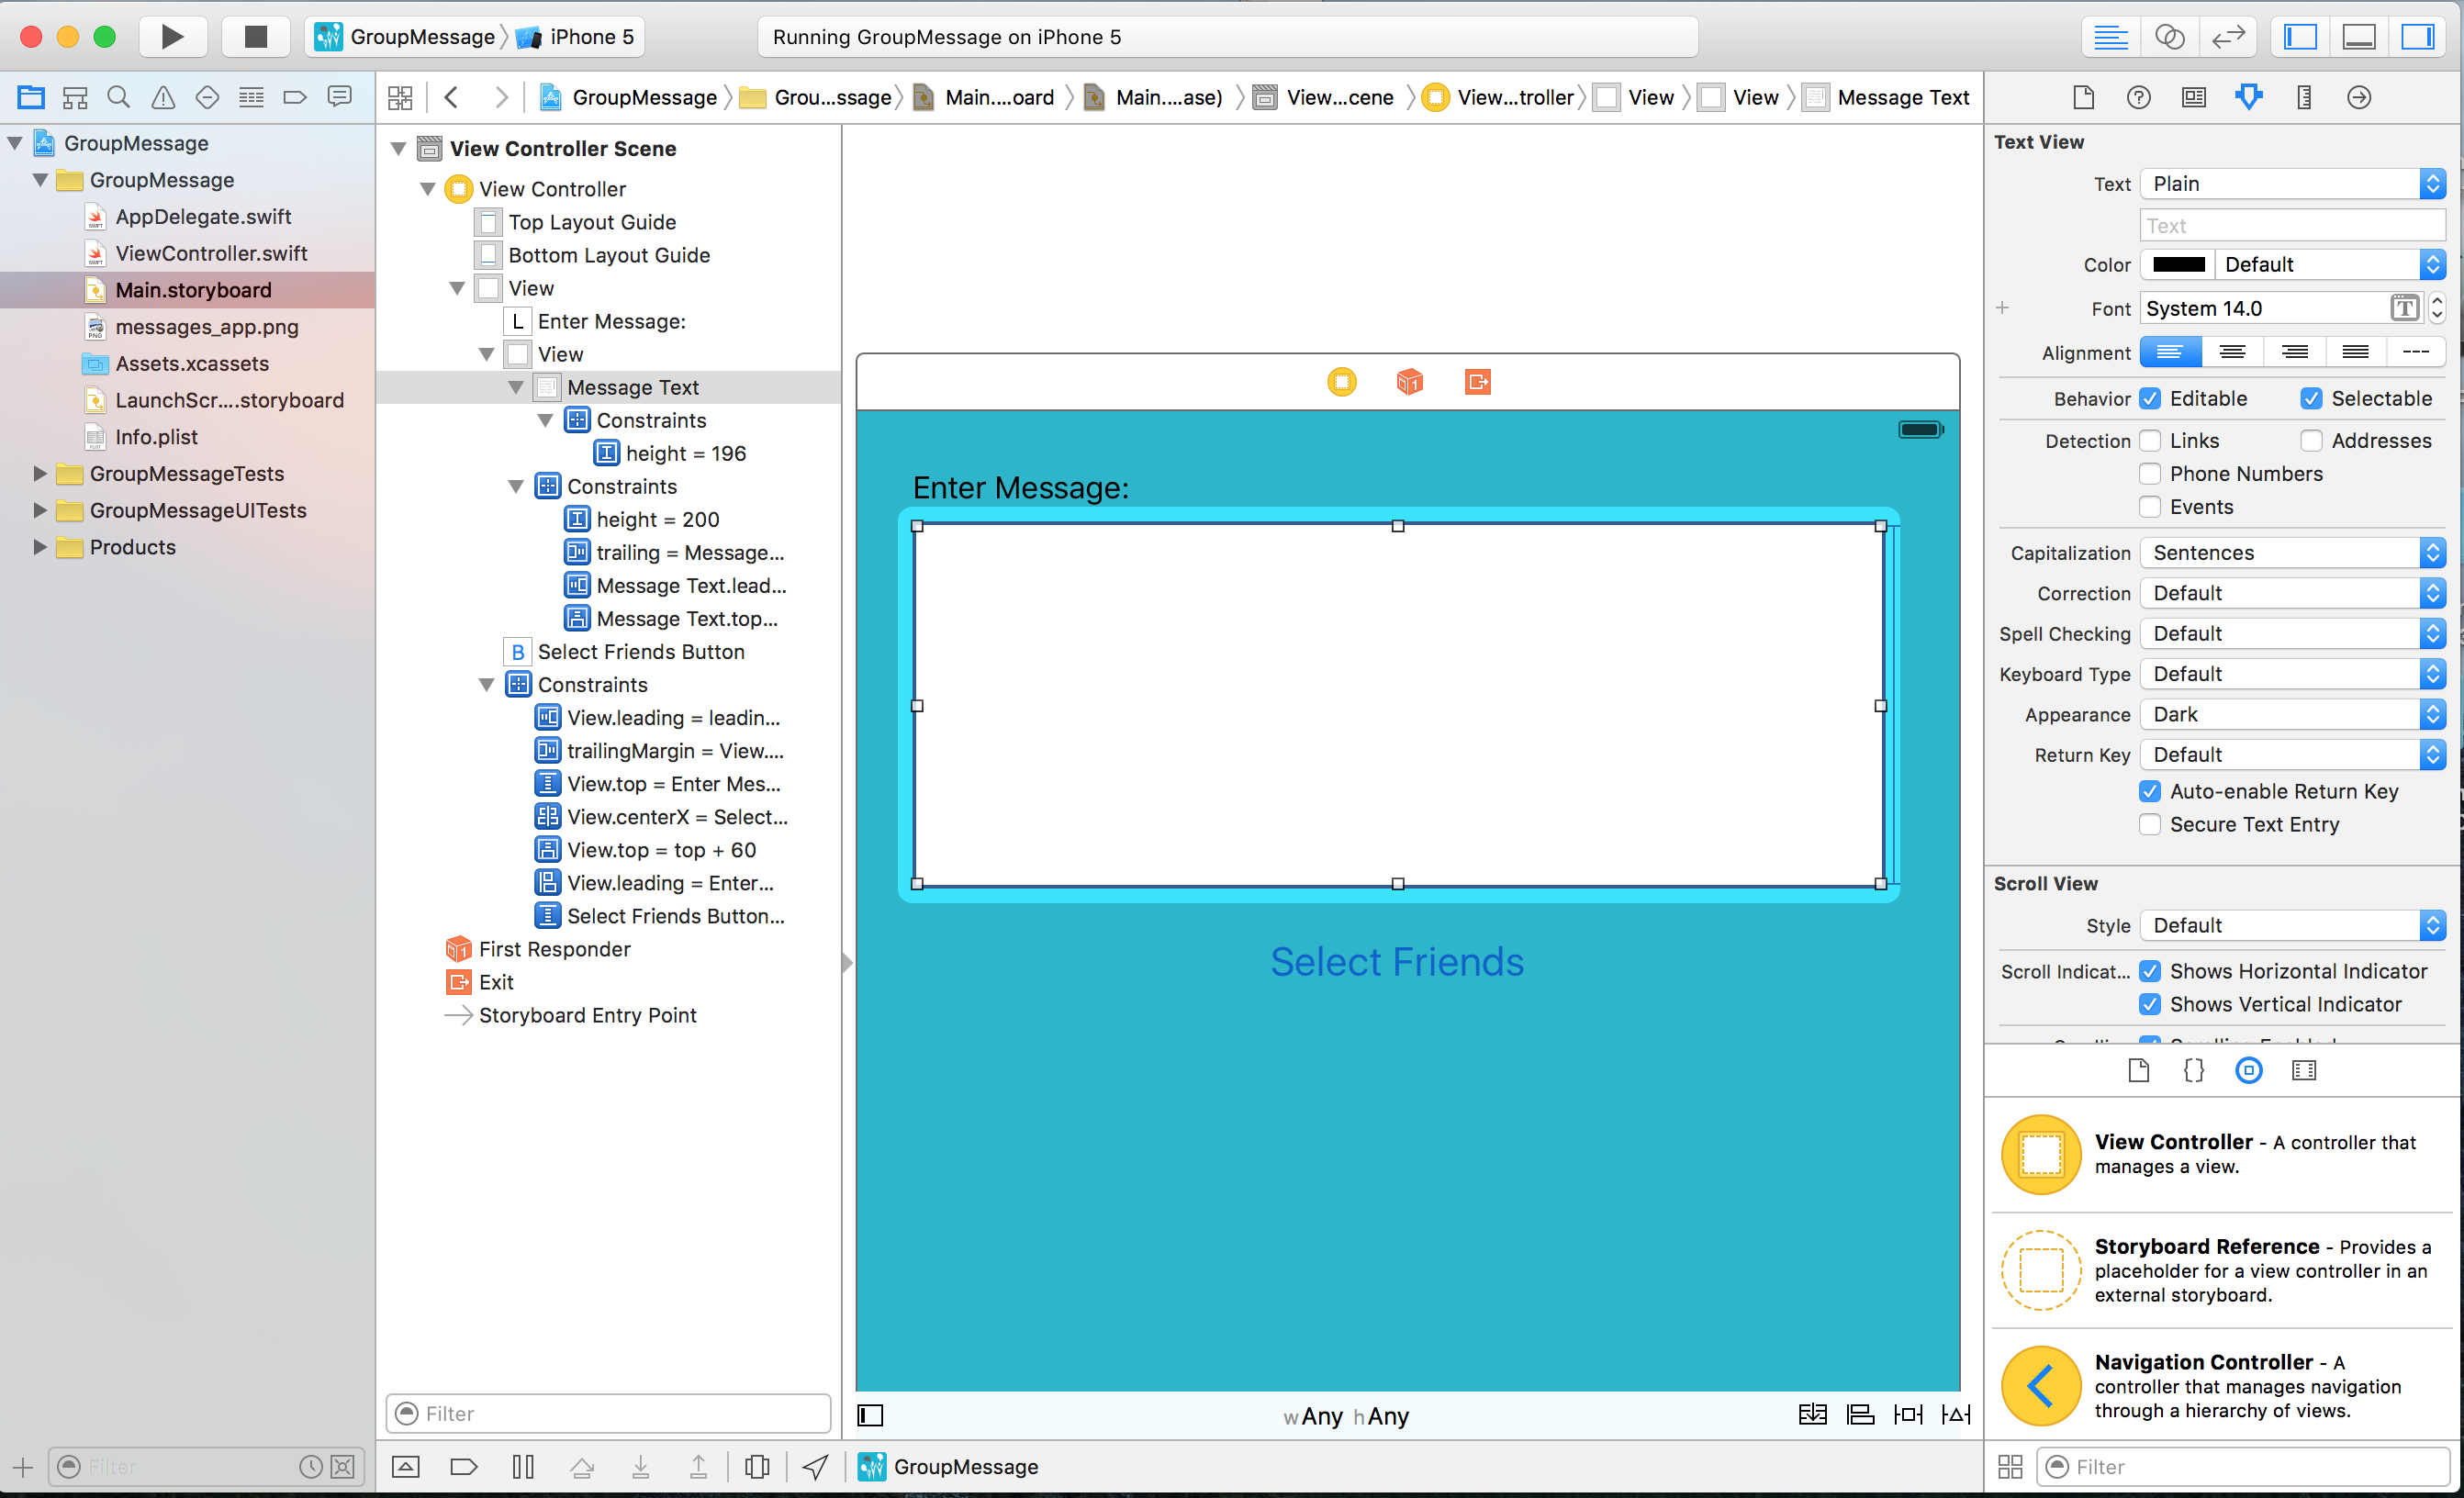 GroupMessage
iPhone 5
Running GroupMessage on iPhone 5
GroupMessage
Grou...ssage
Main....oard
Main....ase)
View...cene
View...troller
View
View
Message Text
GroupMessage
GroupMessage
AppDelegate.swift
ViewController.swift
Main.storyboard
messages_app.png
Assets.xcassets
LaunchScr....storyboard
Info.plist
GroupMessageTests
GroupMessageUITests
Products
Filter
View Controller Scene
View Controller
Top Layout Guide
Bottom Layout Guide
View
L Enter Message:
View
Message Text
Constraints
height = 196
Constraints
height = 200
trailing = Message...
Message Text.lead...
Message Text.top...
B Select Friends Button
Constraints
View.leading = leadin...
trailingMargin = View....
View.top = Enter Mes...
View.centerX = Select...
View.top = top + 60
View.leading = Enter...
Select Friends Button...
First Responder
Exit
Storyboard Entry Point
Filter
Enter Message:
Select Friends
wAny hAny
GroupMessage
Text View
Text Plain
Text
Color Default
Font System 14.0
Alignment
Behavior Editable Selectable
Detection Links Addresses
Phone Numbers
Events
Capitalization Sentences
Correction Default
Spell Checking Default
Keyboard Type Default
Appearance Dark
Return Key Default
Auto-enable Return Key
Secure Text Entry
Scroll View
Style Default
Scroll Indicat... Shows Horizontal Indicator
Shows Vertical Indicator
View Controller - A controller that
manages a view.
Storyboard Reference - Provides a
placeholder for a view controller in an
external storyboard.
Navigation Controller - A
controller that manages navigation
through a hierarchy of views.
Filter